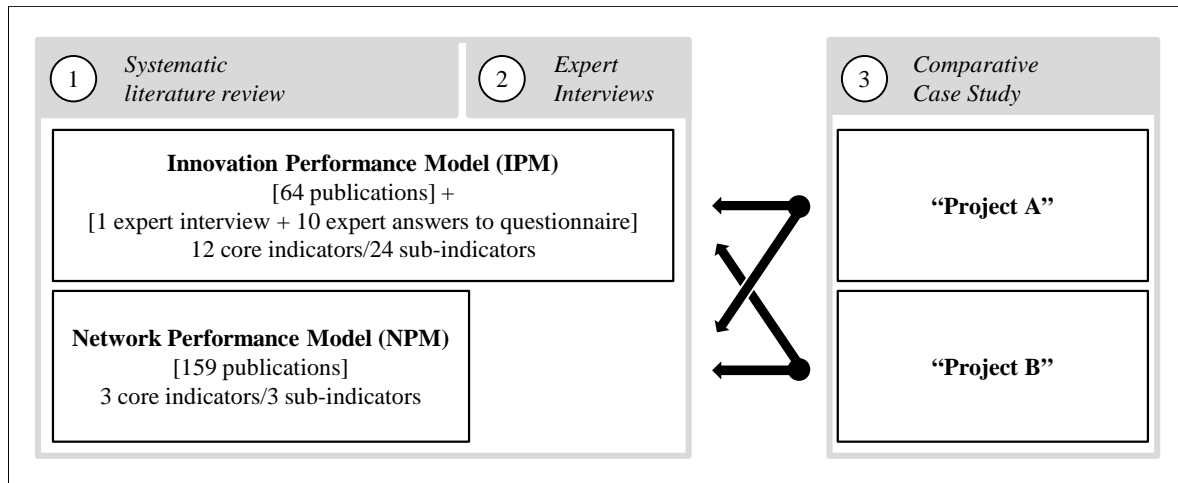 1
Systematic
literature review
2
Expert
Interviews
3
Comparative
Case Study
Innovation Performance Model (IPM)
[64 publications] +
[1 expert interview + 10 expert answers to questionnaire]
12 core indicators/24 sub-indicators
Network Performance Model (NPM)
[159 publications]
3 core indicators/3 sub-indicators
“Project A”
“Project B”